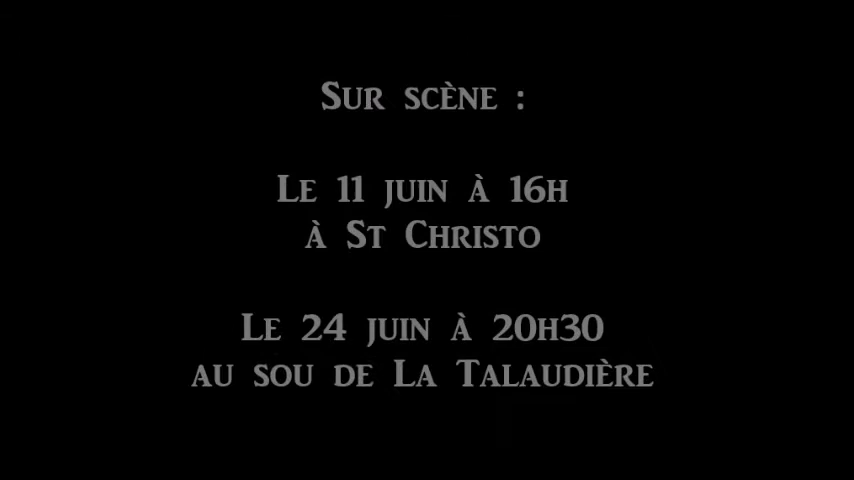 Sur scène :
Le 11 juin à 16h
à St Christo
Le 24 juin à 20h30
au sou de La Talaudière